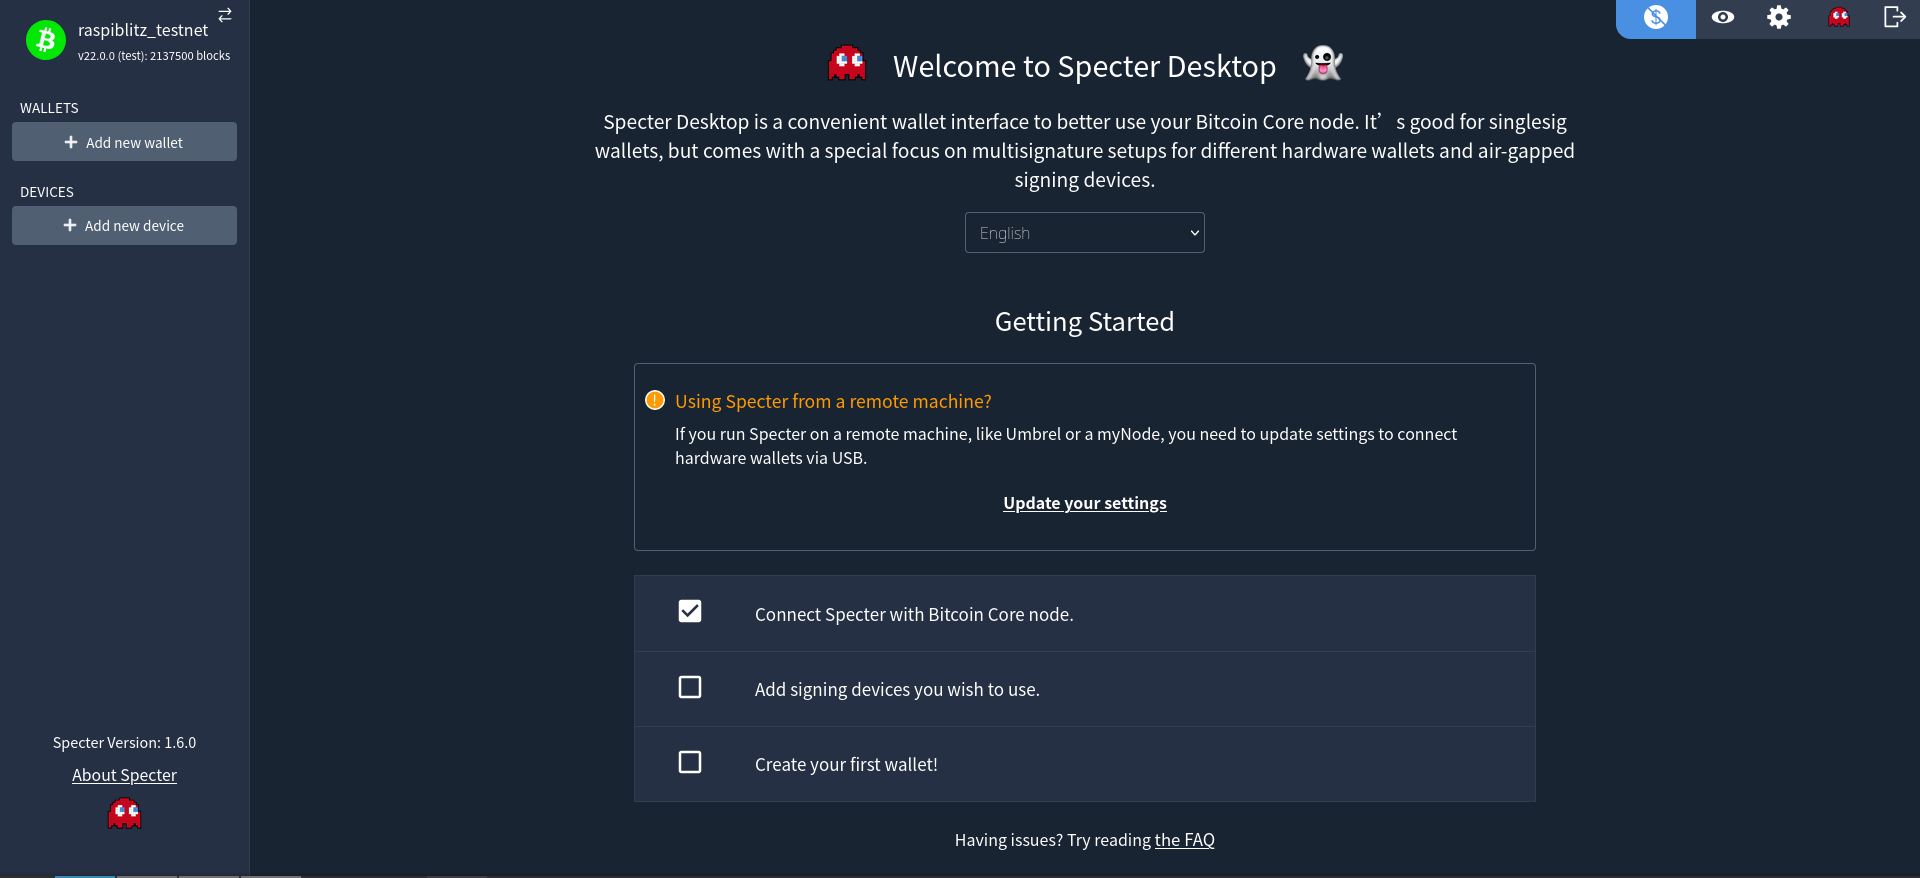 raspiblitz_testnet
v22.0.0 (test): 2137500 blocks
WALLETS
Add new wallet
DEVICES
Add new device
Specter Version: 1.6.0
About Specter
Welcome to Specter Desktop
Specter Desktop is a convenient wallet interface to better use your Bitcoin Core node. It’s good for singlesig
wallets, but comes with a special focus on multisignature setups for different hardware wallets and air-gapped
signing devices.
English
Getting Started
Using Specter from a remote machine?
If you run Specter on a remote machine, like Umbrel or a myNode, you need to update settings to connect
hardware wallets via USB.
Update your settings
Connect Specter with Bitcoin Core node.
Add signing devices you wish to use.
Create your first wallet!
Having issues? Try reading the FAQ